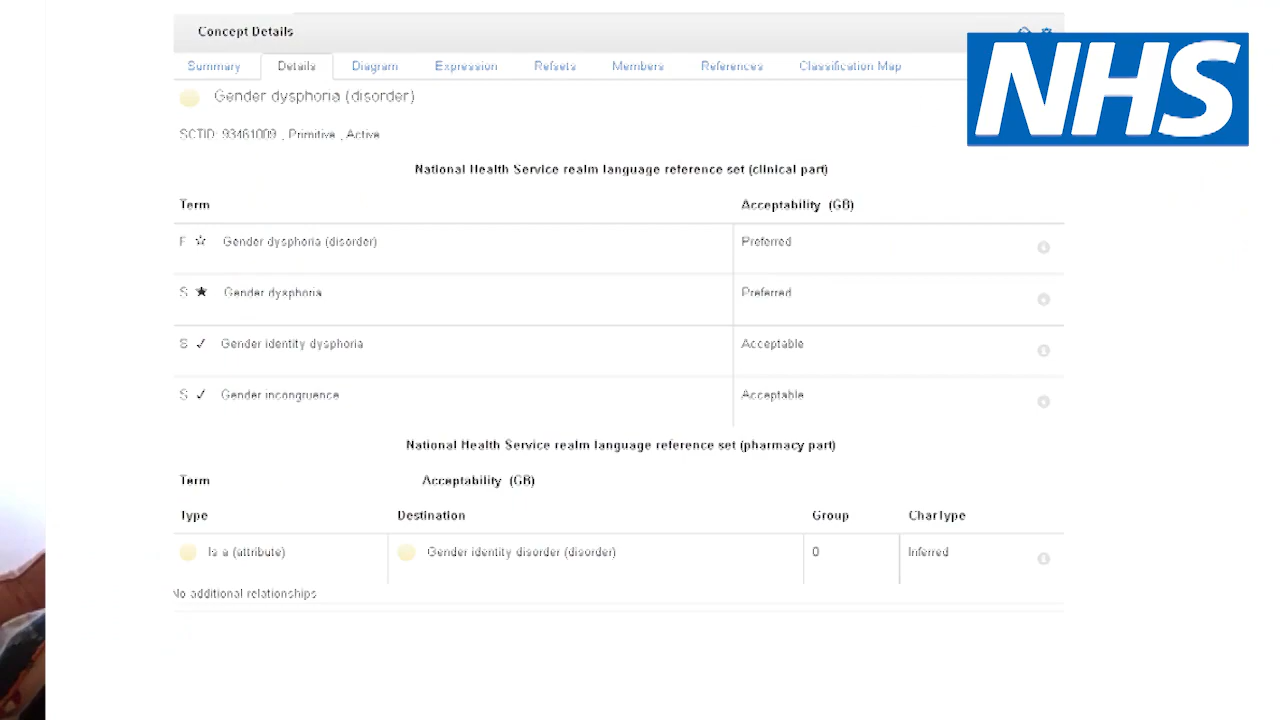 Concept Details
NHS
Summary Details Diagram Expression Refsets Members References Classification Map
Gender dysphoria (disorder)
SCTID: 93461009 , Primitive , Active
National Health Service realm language reference set (clinical part)
Term Acceptability (GB)
F ☆ Gender dysphoria (disorder) Preferred
S ★ Gender dysphoria Preferred
S ✓ Gender identity dysphoria Acceptable
S ✓ Gender incongruence Acceptable
National Health Service realm language reference set (pharmacy part)
Term Acceptability (GB)
Type Destination Group CharType
Is a (attribute) Gender identity disorder (disorder) 0 Inferred
No additional relationships